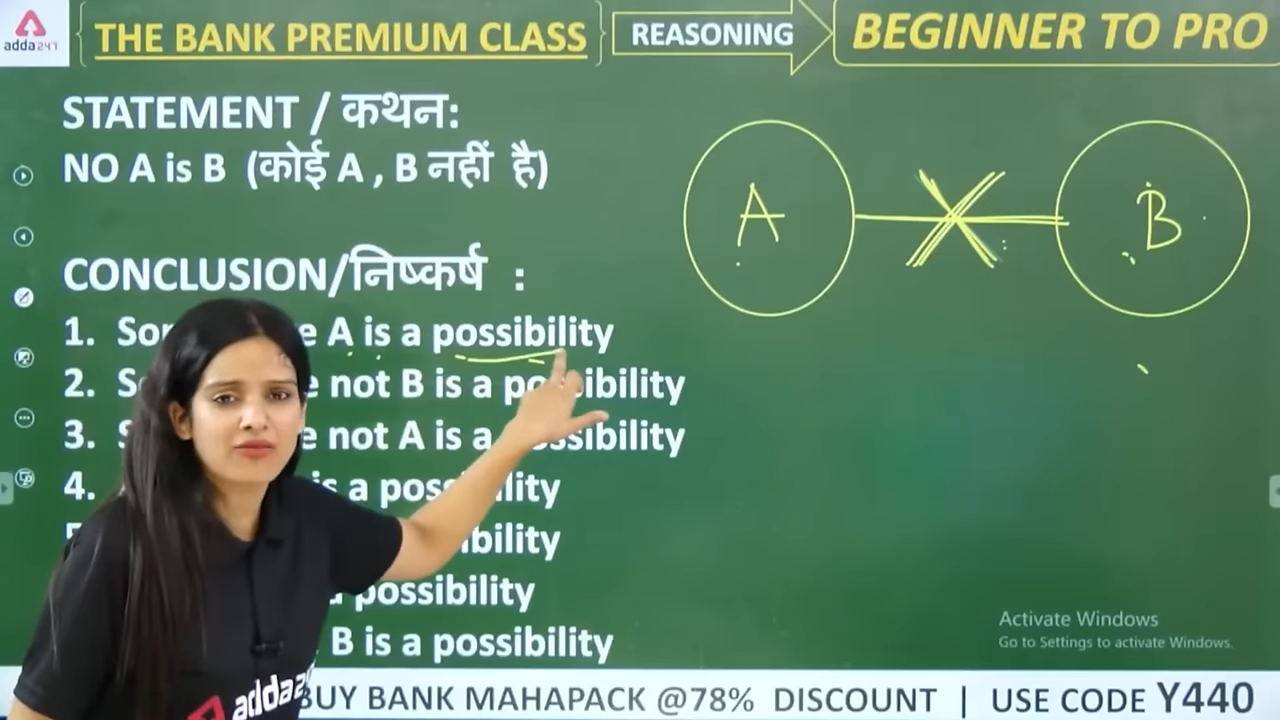 adda247
THE BANK PREMIUM CLASS
REASONING
BEGINNER TO PRO
STATEMENT / कथन:
NO A is B (कोई A , B नहीं है)
A
B
CONCLUSION/निष्कर्ष :
1. A is a possibility
2. not B is a possibility
3. not A is a possibility
4. is a possibility
possibility
B is a possibility
Activate Windows
Go to Settings to activate Windows.
BUY BANK MAHAPACK @78% DISCOUNT | USE CODE Y440